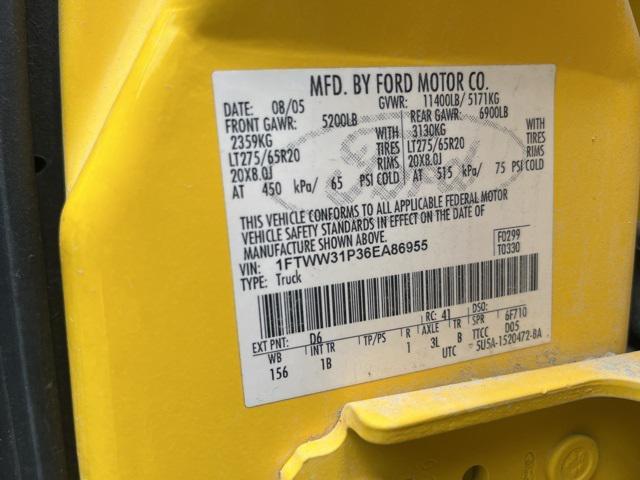 MFD. BY FORD MOTOR CO.
DATE: 08/05 GVWR: 11400LB/ 5171KG
FRONT GAWR: 5200LB REAR GAWR: 6900LB
2359KG WITH 3130KG WITH
LT275/65R20 TIRES LT275/65R20 TIRES
20X8.0J RIMS 20X8.0J RIMS
AT 450 kPa/ 65 PSI COLD AT 515 kPa/ 75 PSI COLD
Ford
THIS VEHICLE CONFORMS TO ALL APPLICABLE FEDERAL MOTOR
VEHICLE SAFETY STANDARDS IN EFFECT ON THE DATE OF
MANUFACTURE SHOWN ABOVE.
VIN: 1FTWW31P36EA86955 F0299
TYPE: Truck T0330
RC: 41 DSO:
EXT PNT: D6 6F710
WB INT TR TP/PS R AXLE TR SPR D05
156 1B 1 3L B TTCC
UTC 5U5A-1520472-BA